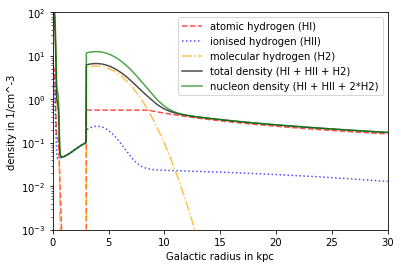 atomic hydrogen (HI)
ionised hydrogen (HII)
molecular hydrogen (H2)
total density (HI + HII + H2)
nucleon density (HI + HII + 2*H2)
density in 1/cm^-3
10^2
10^1
10^0
10^-1
10^-2
10^-3
0 5 10 15 20 25 30
Galactic radius in kpc